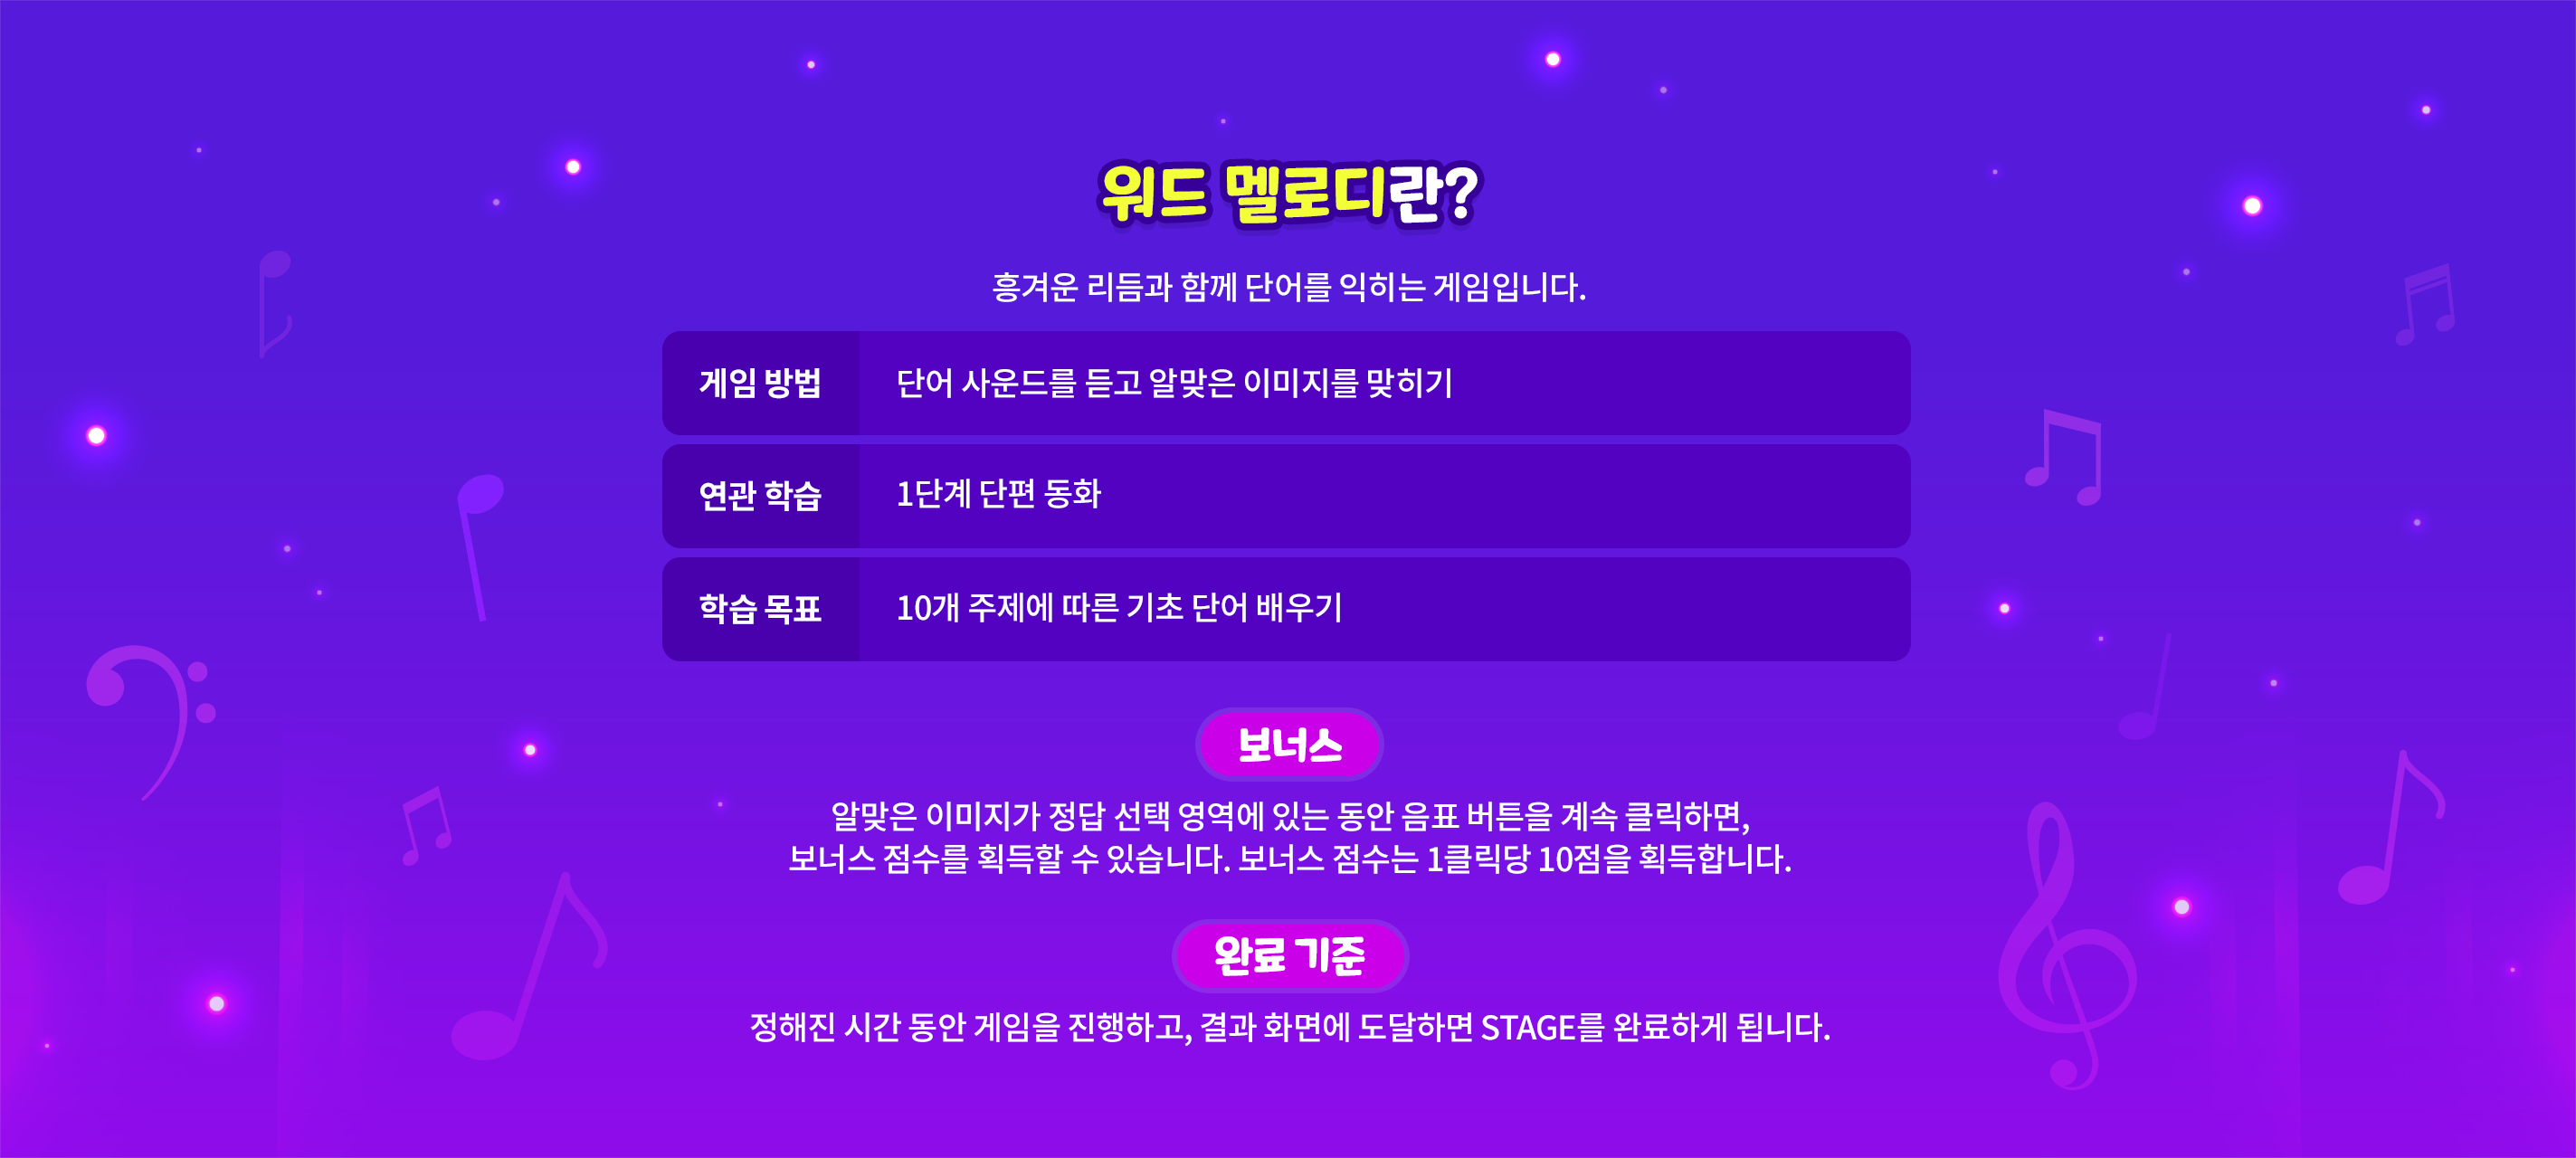 워드 멜로디란?
흥겨운 리듬과 함께 단어를 익히는 게임입니다.
게임 방법 단어 사운드를 듣고 알맞은 이미지를 맞히기
연관 학습 1단계 단편 동화
학습 목표 10개 주제에 따른 기초 단어 배우기
보너스
알맞은 이미지가 정답 선택 영역에 있는 동안 음표 버튼을 계속 클릭하면,
보너스 점수를 획득할 수 있습니다. 보너스 점수는 1클릭당 10점을 획득합니다.
완료 기준
정해진 시간 동안 게임을 진행하고, 결과 화면에 도달하면 STAGE를 완료하게 됩니다.